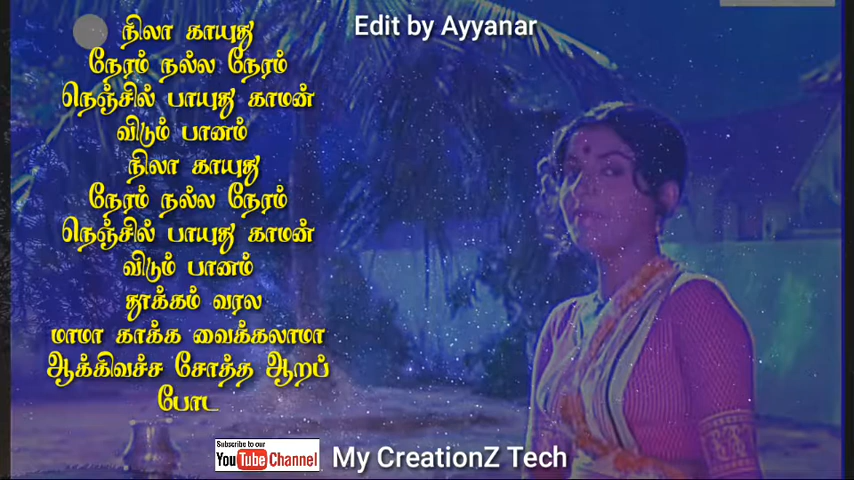 நிலா காயுது
நேரம் நல்ல நேரம்
நெஞ்சில் பாயுது காமன்
விடும் பானம்
நிலா காயுது
நேரம் நல்ல நேரம்
நெஞ்சில் பாயுது காமன்
விடும் பானம்
தூக்கம் வரல
மாமா காக்க வைக்கலாமா
ஆக்கிவச்ச சோத்த ஆறப்
போட
Edit by Ayyanar
Subscribe to our
YouTube Channel
My CreationZ Tech